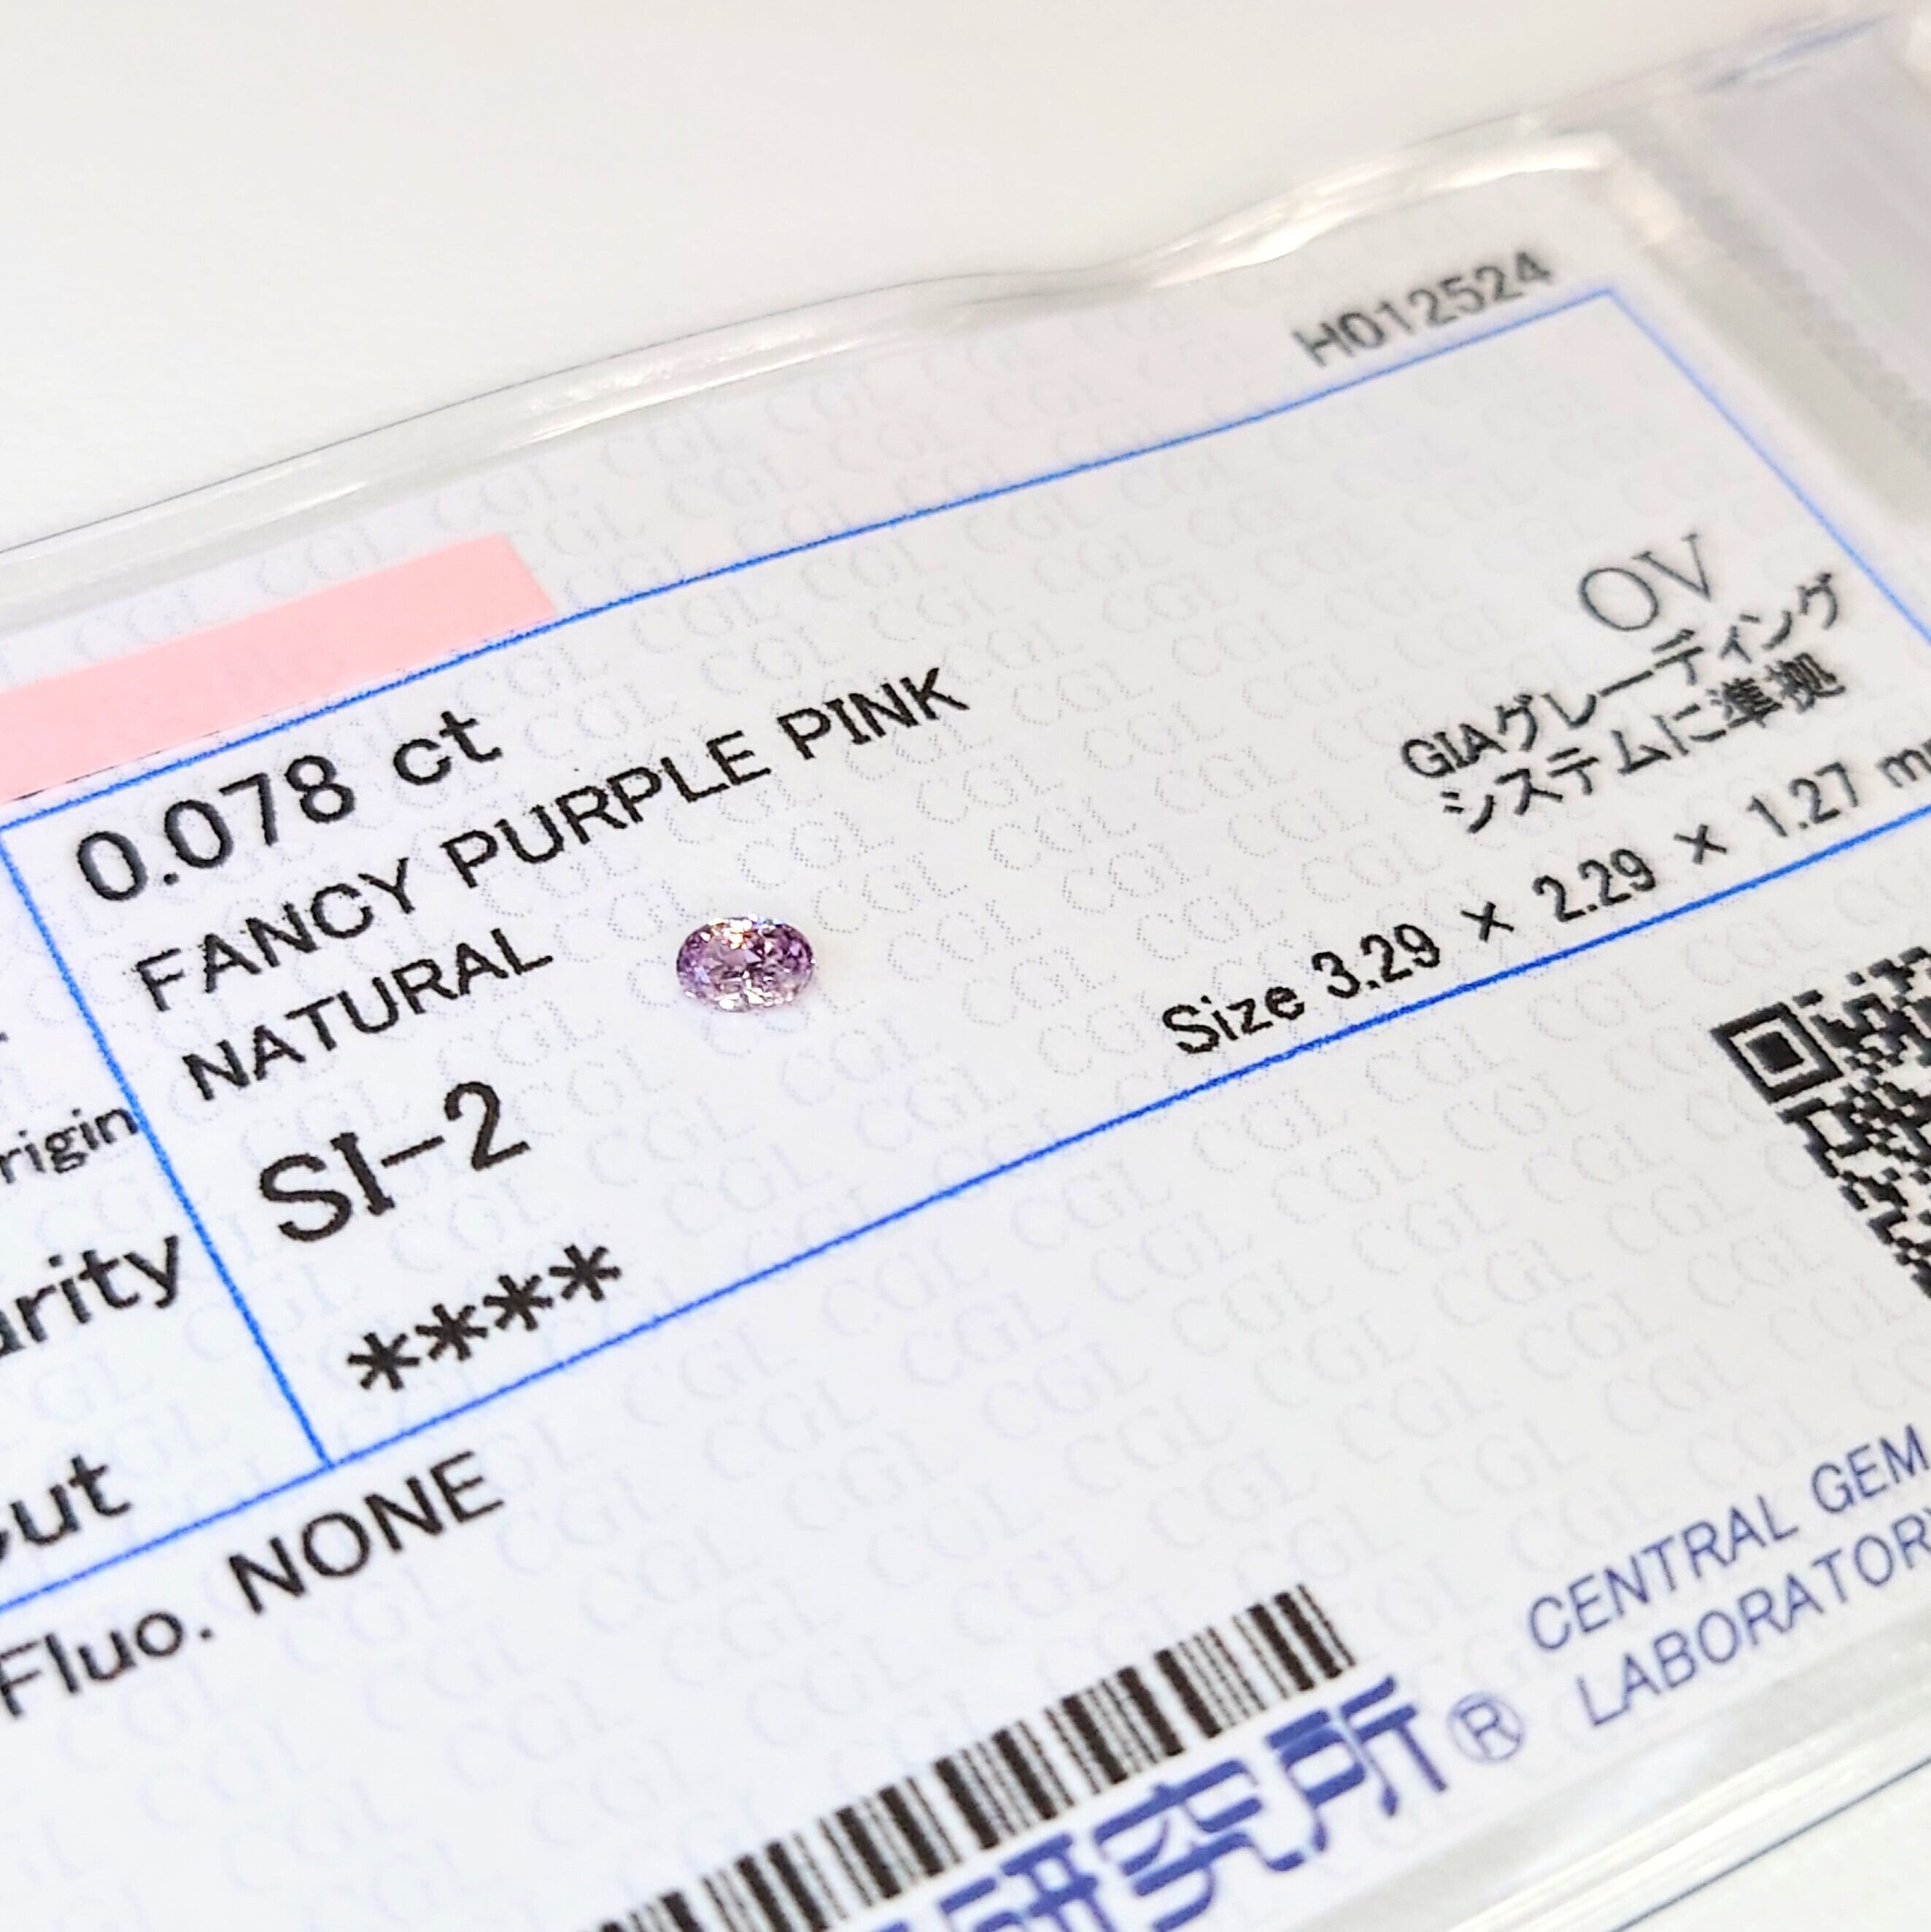 H012524
0.078 ct
OV
FANCY PURPLE PINK
GIAグレーディング
システムに準拠
rigin NATURAL
Size 3.29 × 2.29 × 1.27 m
arity SI-2
cut ****
Fluo. NONE
CENTRAL GEM
LABORATORY
研究所®